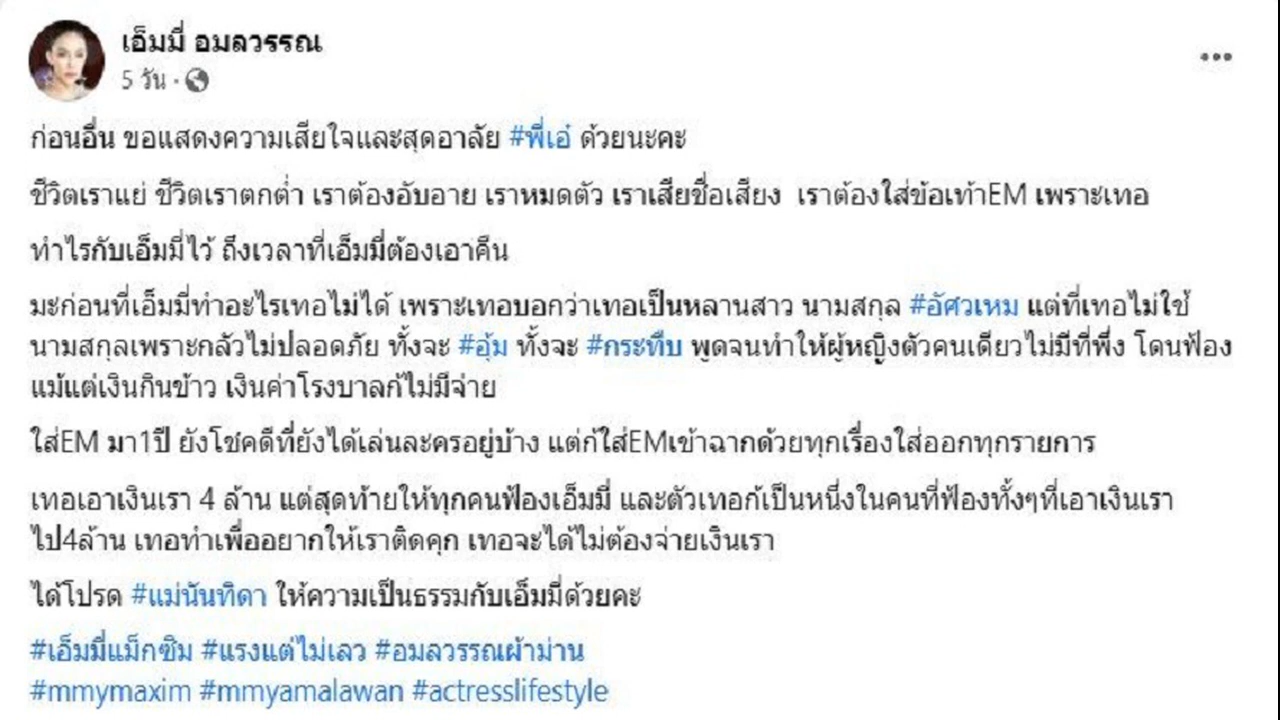 เอ็มมี่ อมลวรรณ
5 วัน ·
ก่อนอื่น ขอแสดงความเสียใจและสุดอาลัย #พี่เอ๋ ด้วยนะคะ
ชีวิตเราแย่ ชีวิตเราตกต่ำ เราต้องอับอาย เราหมดตัว เราเสียชื่อเสียง เราต้องใส่ข้อเท้าEM เพราะเทอ
ทำไรกับเอ็มมี่ไว้ ถึงเวลาที่เอ็มมี่ต้องเอาคืน
มะก่อนที่เอ็มมี่ทำอะไรเทอไม่ได้ เพราะเทอบอกว่าเทอเป็นหลานสาว นามสกุล #อัศวเหม แต่ที่เทอไม่ใช้
นามสกุลเพราะกลัวไม่ปลอดภัย ทั้งจะ #อุ้ม ทั้งจะ #กระทืบ พูดจนทำให้ผู้หญิงตัวคนเดียวไม่มีที่พึ่ง โดนฟ้อง
แม้แต่เงินกินข้าว เงินค่าโรงบาลก้ไม่มีจ่าย
ใส่EM มา1ปี ยังโชคดีที่ยังได้เล่นละครอยู่บ้าง แต่ก้ใส่EMเข้าฉากด้วยทุกเรื่องใส่ออกทุกรายการ
เทอเอาเงินเรา 4 ล้าน แต่สุดท้ายให้ทุกคนฟ้องเอ็มมี่ และตัวเทอก้เป็นหนึ่งในคนที่ฟ้องทั้งๆที่เอาเงินเรา
ไป4ล้าน เทอทำเพื่ออยากให้เราติดคุก เทอจะได้ไม่ต้องจ่ายเงินเรา
ได้โปรด #แม่นันทิดา ให้ความเป็นธรรมกับเอ็มมี่ด้วยคะ
#เอ็มมี่แม็กซิม #แรงแต่ไม่เลว #อมลวรรณผ้าม่าน
#mmymaxim #mmyamalawan #actresslifestyle